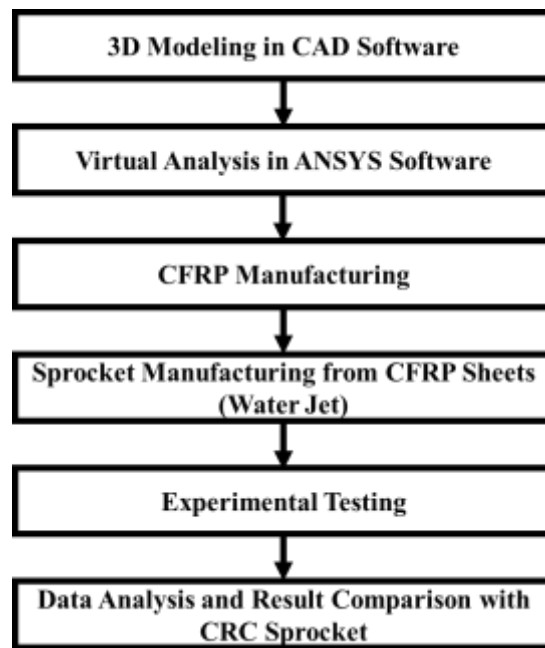 3D Modeling in CAD Software
Virtual Analysis in ANSYS Software
CFRP Manufacturing
Sprocket Manufacturing from CFRP Sheets
(Water Jet)
Experimental Testing
Data Analysis and Result Comparison with
CRC Sprocket